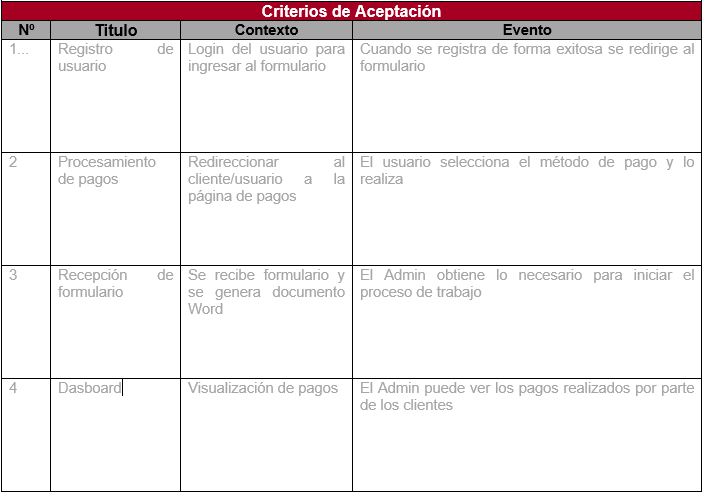 Criterios de Aceptación
Nº Titulo Contexto Evento
1... Registro de usuario Login del usuario para ingresar al formulario Cuando se registra de forma exitosa se redirige al formulario
2 Procesamiento de pagos Redireccionar al cliente/usuario a la página de pagos El usuario selecciona el método de pago y lo realiza
3 Recepción de formulario Se recibe formulario y se genera documento Word El Admin obtiene lo necesario para iniciar el proceso de trabajo
4 Dasboard Visualización de pagos El Admin puede ver los pagos realizados por parte de los clientes